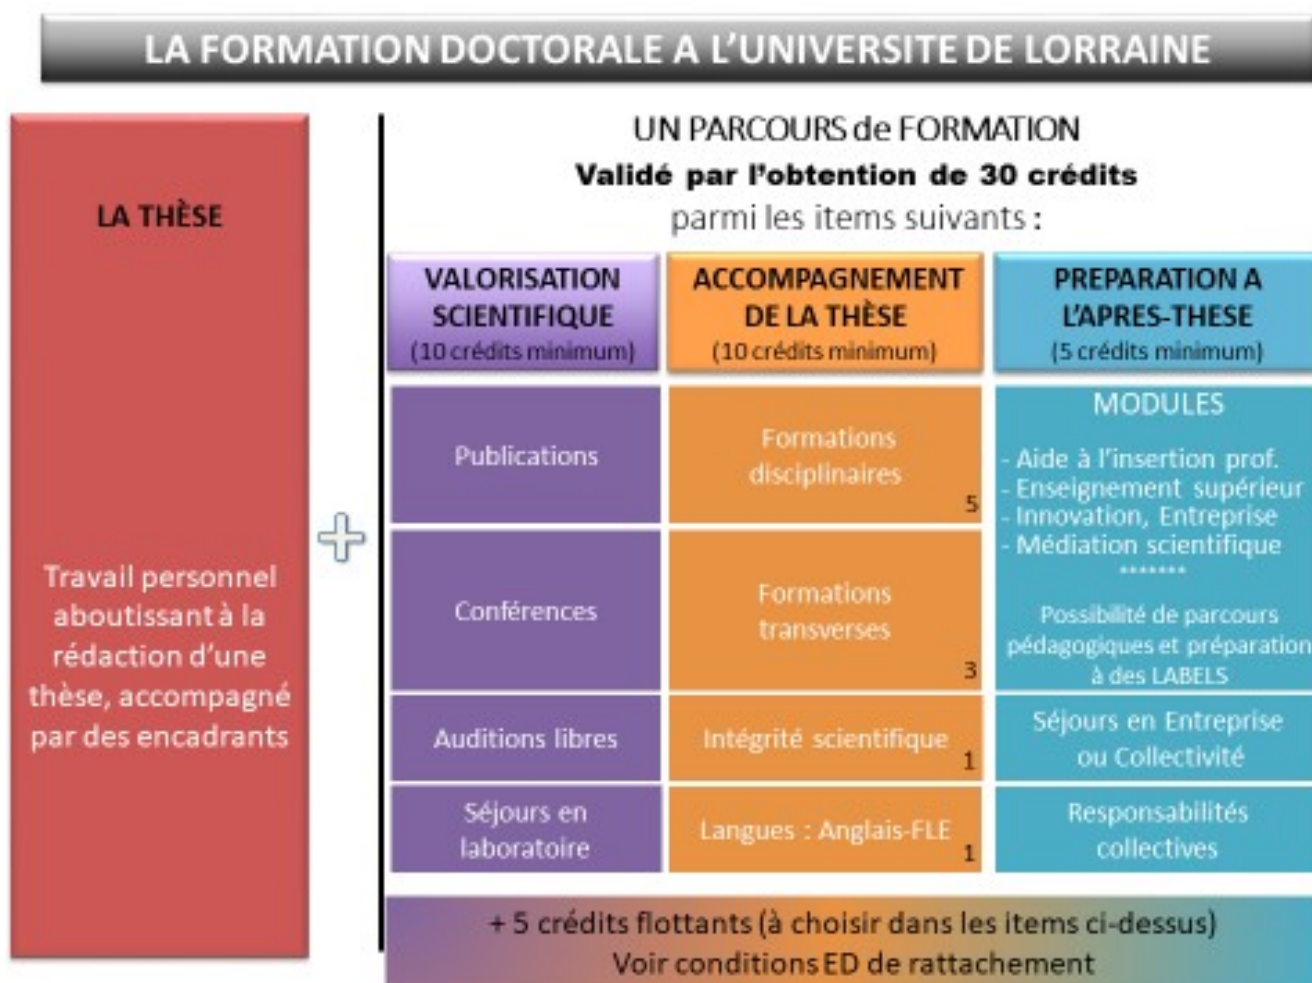 LA FORMATION DOCTORALE A L'UNIVERSITE DE LORRAINE
LA THÈSE
Travail personnel
aboutissant à la
rédaction d'une
thèse, accompagné
par des encadrants
UN PARCOURS de FORMATION
Validé par l'obtention de 30 crédits
parmi les items suivants :
VALORISATION
SCIENTIFIQUE
(10 crédits minimum)
Publications
Conférences
Auditions libres
Séjours en
laboratoire
ACCOMPAGNEMENT
DE LA THÈSE
(10 crédits minimum)
Formations
disciplinaires
5
Formations
transverses
3
Intégrité scientifique
1
Langues : Anglais-FLE
1
PREPARATION A
L'APRES-THESE
(5 crédits minimum)
MODULES
- Aide à l'insertion prof.
- Enseignement supérieur
- Innovation, Entreprise
- Médiation scientifique
*******
Possibilité de parcours
pédagogiques et préparation
à des LABELS
Séjours en Entreprise
ou Collectivité
Responsabilités
collectives
+ 5 crédits flottants (à choisir dans les items ci-dessus)
Voir conditions ED de rattachement